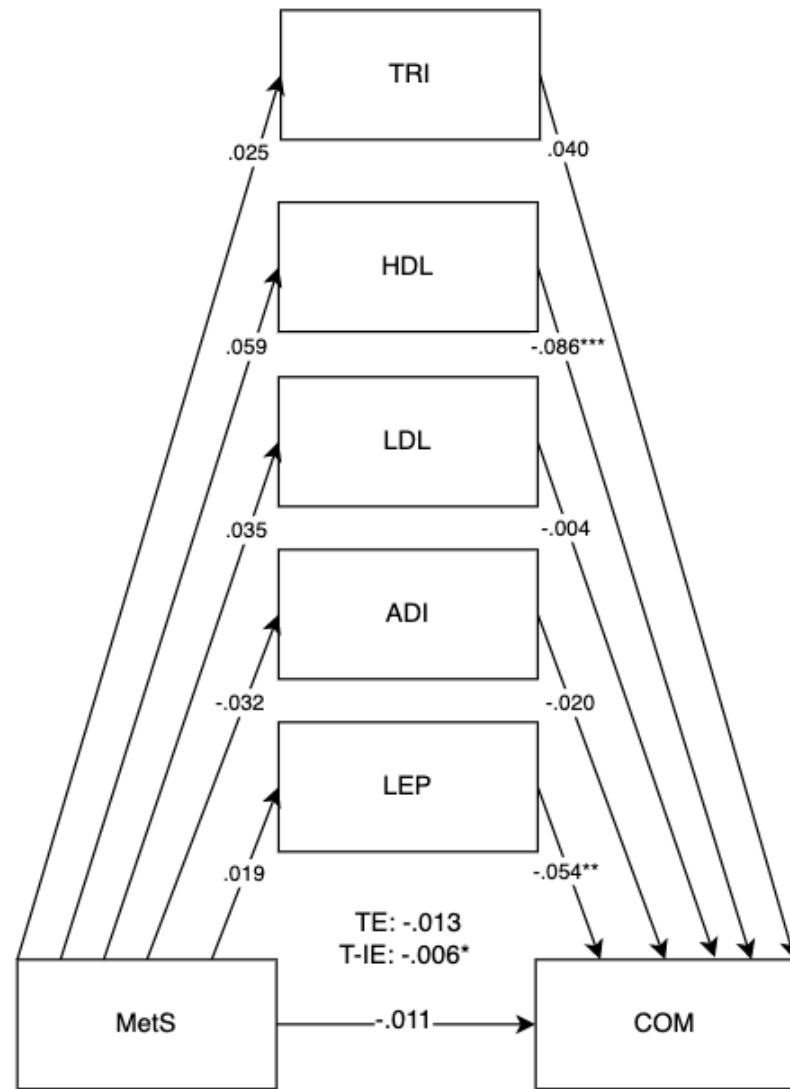 TRI
.025
.040
HDL
.059
-.086***
LDL
.035
-.004
ADI
-.032
-.020
LEP
.019
-.054**
TE: -.013
T-IE: -.006*
MetS
-.011
COM